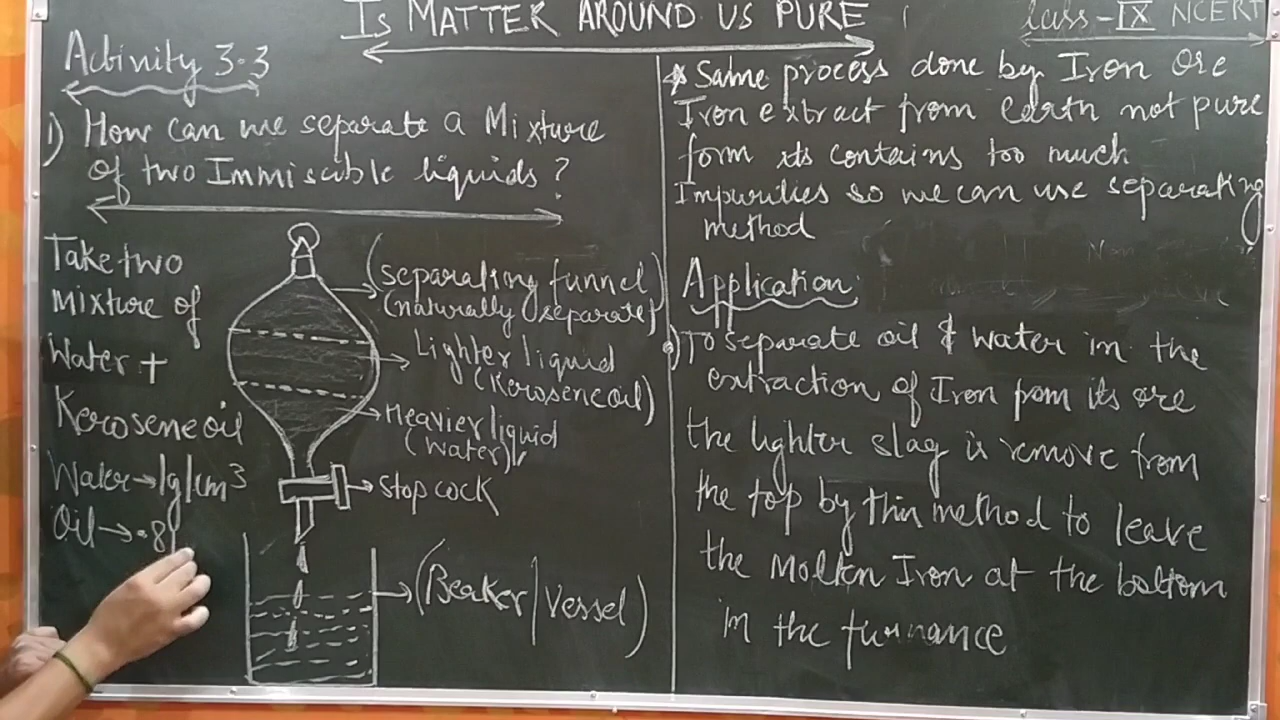 Is MATTER AROUND US PURE
lass - IX NCERT
Activity 3.3
1) How can we separate a Mixture
of two Immiscible liquids ?
Take two
mixture of
Water +
Kerosene oil
Water → 1g/cm³
Oil → .8
(separating funnel)
(naturally separate)
Lighter liquid
(Kerosene oil)
Heavier liquid
(Water)
Stop cock
(Beaker | Vessel)
* Same process done by Iron Ore
Iron extract from earth not pure
form its contains too much
Impurities so we can use separating
method
Application
1) To separate oil & water in the
extraction of Iron from its ore
the lighter slag is remove from
the top by this method to leave
the Molten Iron at the bottom
in the furnance